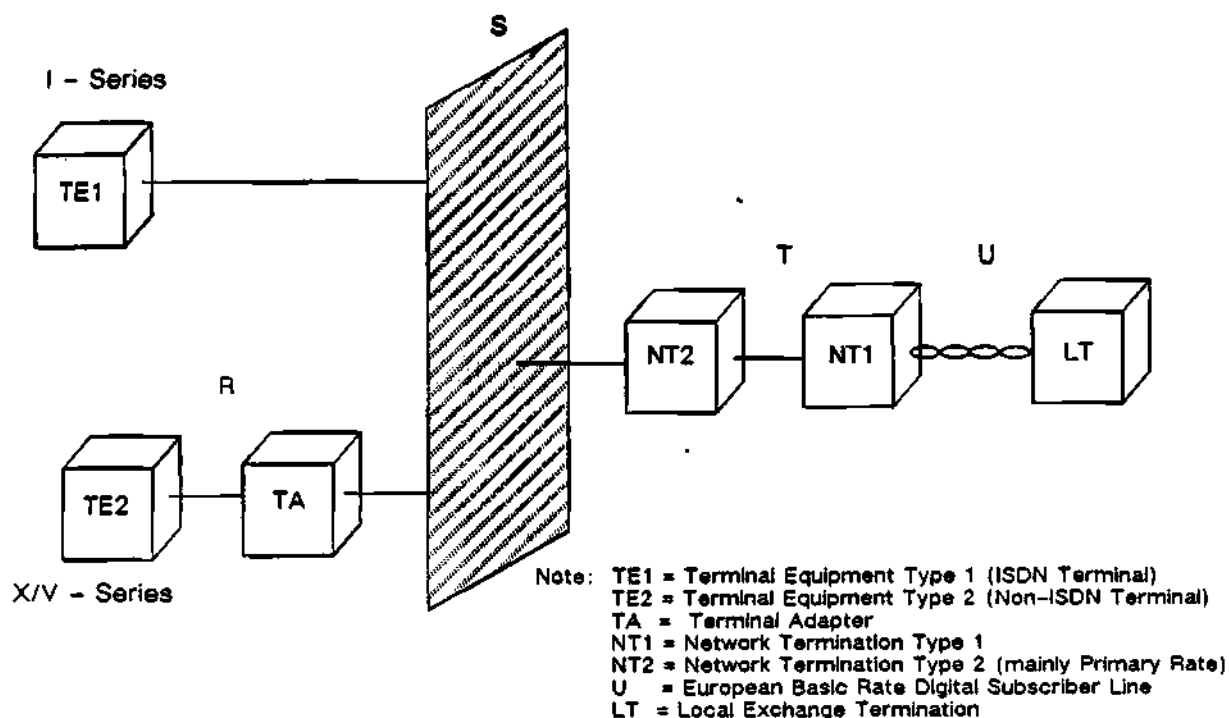 S
I - Series
TE1
T
U
NT2
NT1
LT
R
TE2
TA
X/V - Series
Note: TE1 = Terminal Equipment Type 1 (ISDN Terminal)
TE2 = Terminal Equipment Type 2 (Non-ISDN Terminal)
TA = Terminal Adapter
NT1 = Network Termination Type 1
NT2 = Network Termination Type 2 (mainly Primary Rate)
U = European Basic Rate Digital Subscriber Line
LT = Local Exchange Termination